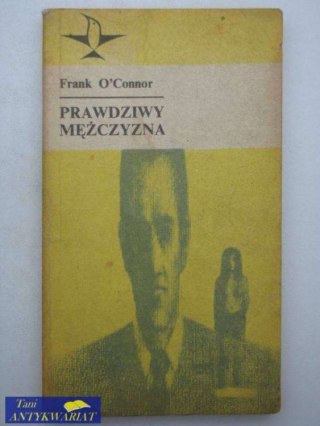 Frank O'Connor
PRAWDZIWY
MĘŻCZYZNA
Tani
ANTYKWARIAT